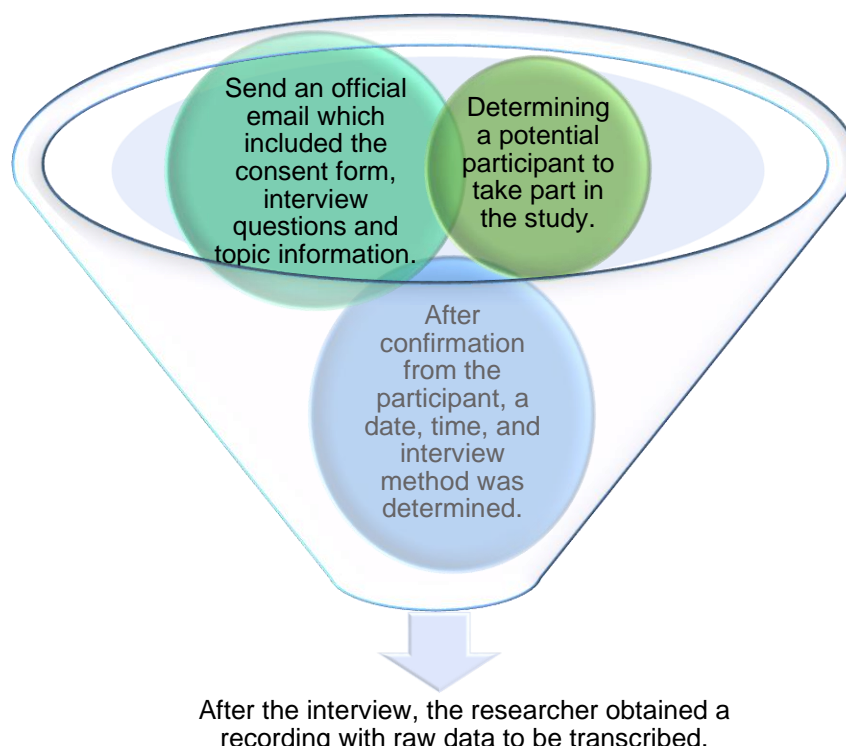 Send an official
email which
included the
consent form,
interview
questions and
topic information.
Determining
a potential
participant to
take part in
the study.
After
confirmation
from the
participant, a
date, time, and
interview
method was
determined.
After the interview, the researcher obtained a
recording with raw data to be transcribed.